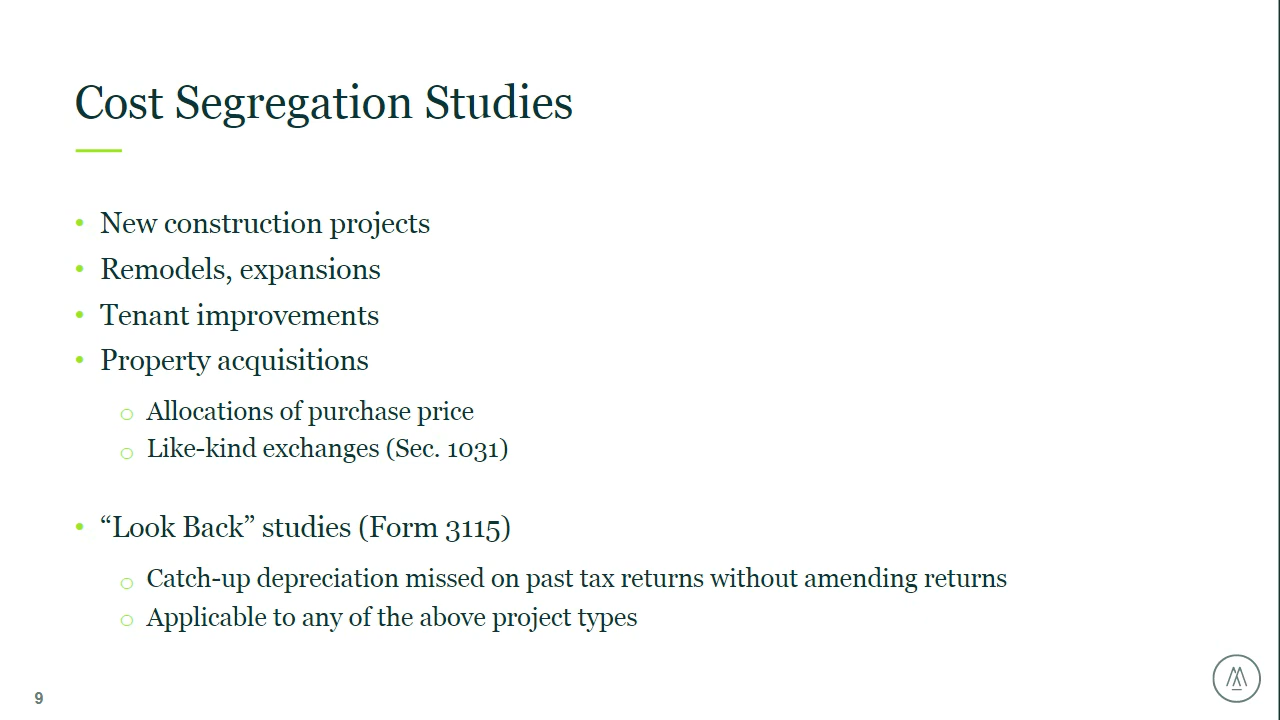 Cost Segregation Studies
• New construction projects
• Remodels, expansions
• Tenant improvements
• Property acquisitions
○ Allocations of purchase price
○ Like-kind exchanges (Sec. 1031)
• “Look Back” studies (Form 3115)
○ Catch-up depreciation missed on past tax returns without amending returns
○ Applicable to any of the above project types
9